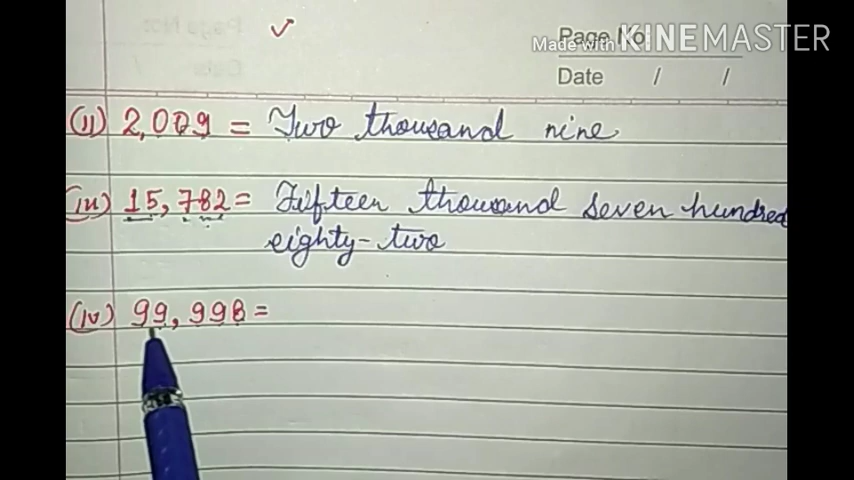 Page No.
Made with KINEMASTER
Date / /
(ii) 2,009 = Two thousand nine
(iii) 15,782 = Fifteen thousand seven hundred
eighty-two
(iv) 99,998 =